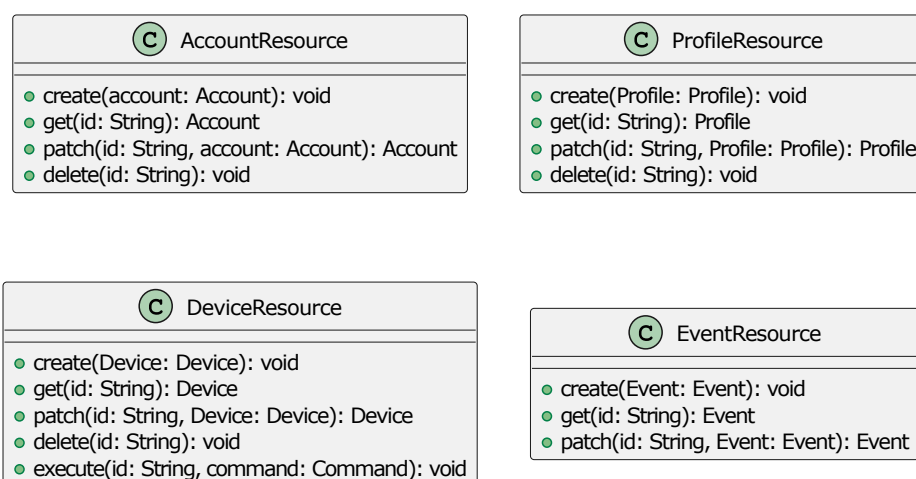 C AccountResource
create(account: Account): void
get(id: String): Account
patch(id: String, account: Account): Account
delete(id: String): void
C ProfileResource
create(Profile: Profile): void
get(id: String): Profile
patch(id: String, Profile: Profile): Profile
delete(id: String): void
C DeviceResource
create(Device: Device): void
get(id: String): Device
patch(id: String, Device: Device): Device
delete(id: String): void
execute(id: String, command: Command): void
C EventResource
create(Event: Event): void
get(id: String): Event
patch(id: String, Event: Event): Event